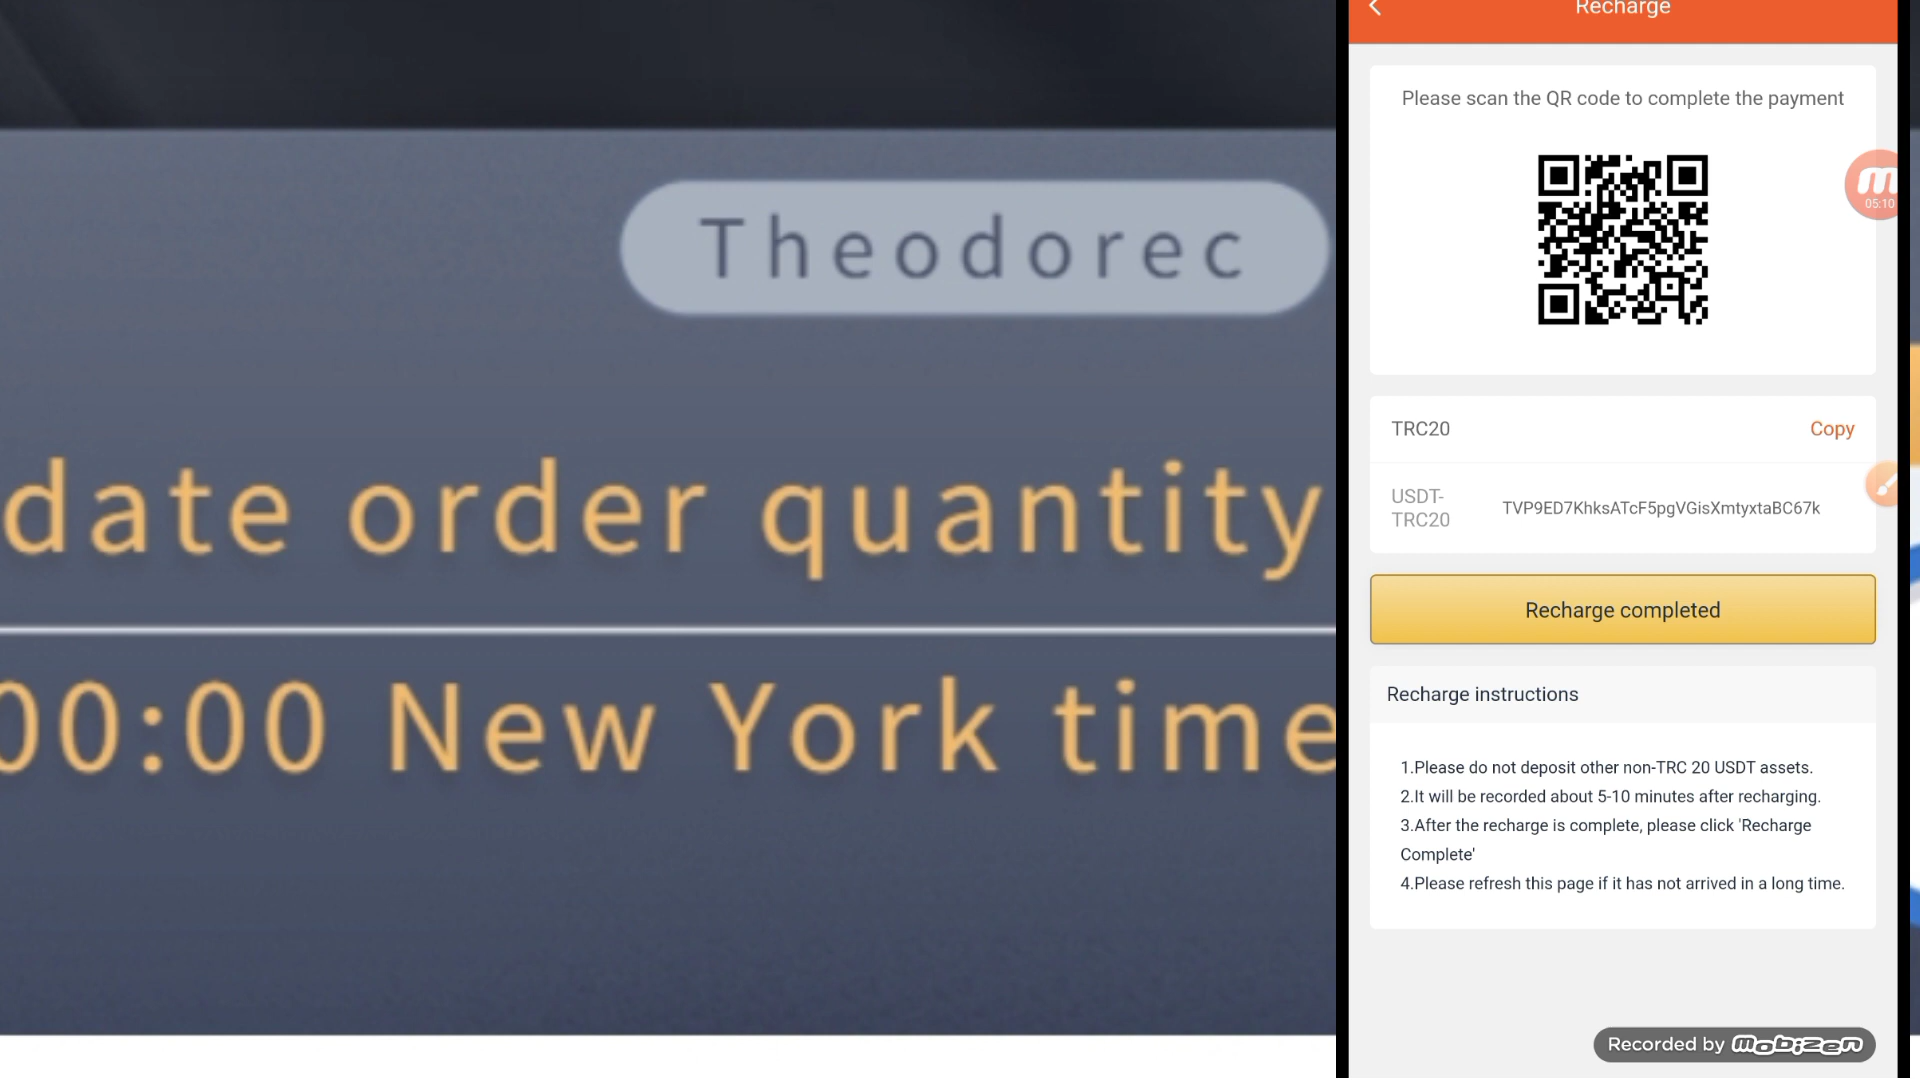 Theodorec
date order quantity
00:00 New York time
Recharge
Please scan the QR code to complete the payment
05:10
TRC20
Copy
USDT-
TRC20
TVP9ED7KhksATcF5pgVGisXmtyxtaBC67k
Recharge completed
Recharge instructions
1.Please do not deposit other non-TRC 20 USDT assets.
2.It will be recorded about 5-10 minutes after recharging.
3.After the recharge is complete, please click 'Recharge
Complete'
4.Please refresh this page if it has not arrived in a long time.
Recorded by mobizen